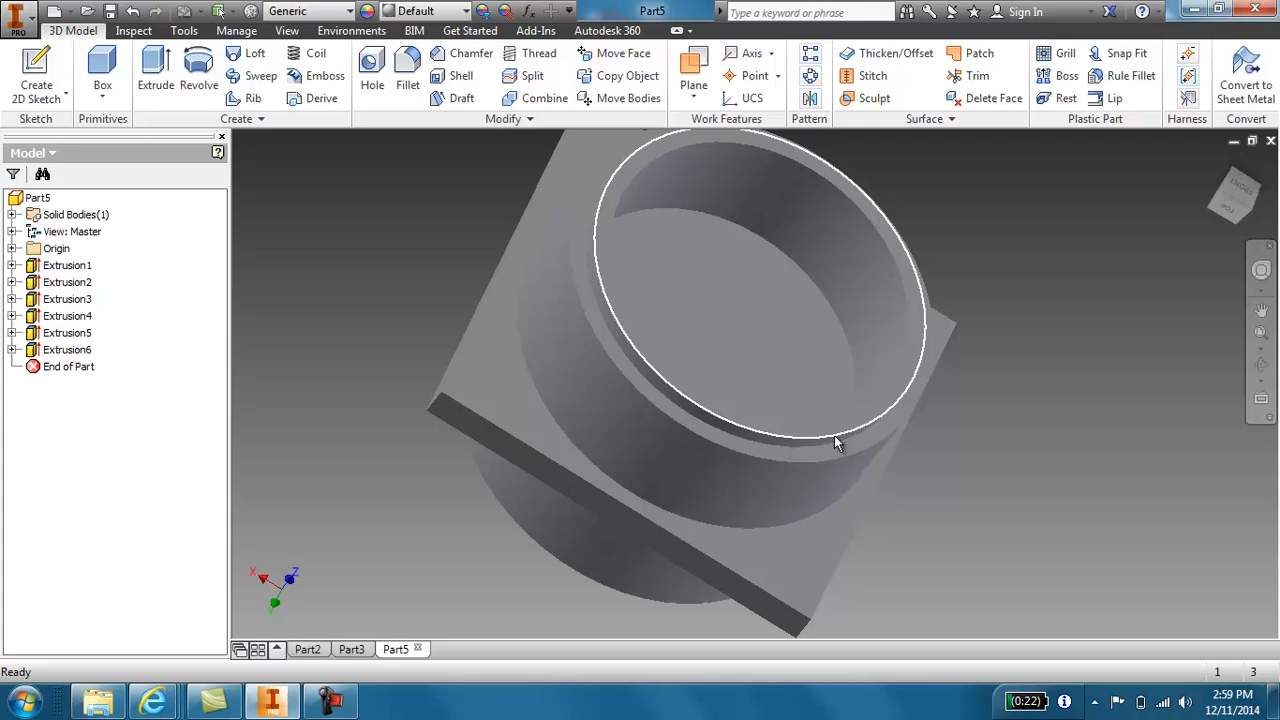 Generic
Default
Part5
Type a keyword or phrase
Sign In
PRO
3D Model
Inspect
Tools
Manage
View
Environments
BIM
Get Started
Add-Ins
Autodesk 360
Create 2D Sketch
Sketch
Box
Primitives
Extrude
Revolve
Loft
Sweep
Rib
Coil
Emboss
Derive
Create
Hole
Fillet
Chamfer
Shell
Draft
Thread
Split
Combine
Move Face
Copy Object
Move Bodies
Modify
Plane
Axis
Point
UCS
Work Features
Pattern
Thicken/Offset
Stitch
Sculpt
Patch
Trim
Delete Face
Surface
Grill
Boss
Rest
Snap Fit
Rule Fillet
Lip
Plastic Part
Harness
Convert to Sheet Metal
Convert
Model
Part5
Solid Bodies(1)
View: Master
Origin
Extrusion1
Extrusion2
Extrusion3
Extrusion4
Extrusion5
Extrusion6
End of Part
FRONT
X
Z
Part2
Part3
Part5
Ready
1
3
(0:22)
2:59 PM
12/11/2014